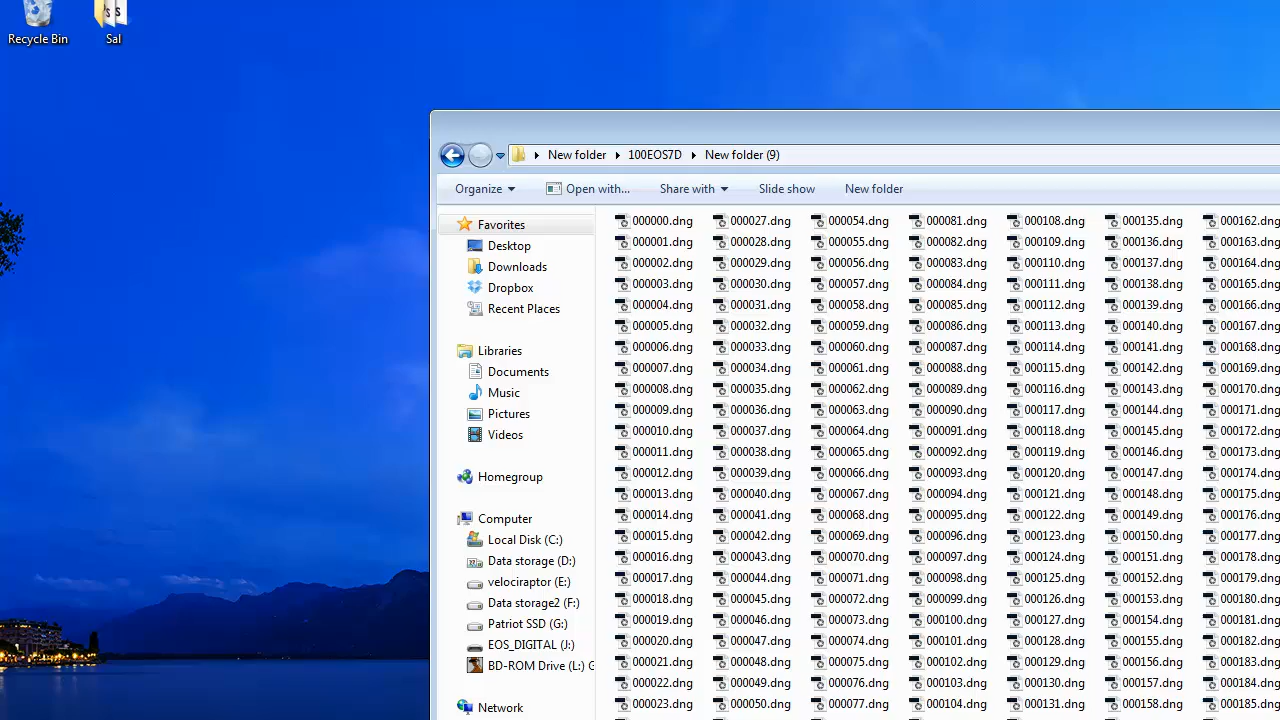 Recycle Bin
Sal
New folder
100EOS7D
New folder (9)
Organize
Open with...
Share with
Slide show
New folder
Favorites
Desktop
Downloads
Dropbox
Recent Places
Libraries
Documents
Music
Pictures
Videos
Homegroup
Computer
Local Disk (C:)
Data storage (D:)
velociraptor (E:)
Data storage2 (F:)
Patriot SSD (G:)
EOS_DIGITAL (J:)
BD-ROM Drive (L:) G
Network
000000.dng 000027.dng 000054.dng 000081.dng 000108.dng 000135.dng 000162.dng
000001.dng 000028.dng 000055.dng 000082.dng 000109.dng 000136.dng 000163.dng
000002.dng 000029.dng 000056.dng 000083.dng 000110.dng 000137.dng 000164.dng
000003.dng 000030.dng 000057.dng 000084.dng 000111.dng 000138.dng 000165.dng
000004.dng 000031.dng 000058.dng 000085.dng 000112.dng 000139.dng 000166.dng
000005.dng 000032.dng 000059.dng 000086.dng 000113.dng 000140.dng 000167.dng
000006.dng 000033.dng 000060.dng 000087.dng 000114.dng 000141.dng 000168.dng
000007.dng 000034.dng 000061.dng 000088.dng 000115.dng 000142.dng 000169.dng
000008.dng 000035.dng 000062.dng 000089.dng 000116.dng 000143.dng 000170.dng
000009.dng 000036.dng 000063.dng 000090.dng 000117.dng 000144.dng 000171.dng
000010.dng 000037.dng 000064.dng 000091.dng 000118.dng 000145.dng 000172.dng
000011.dng 000038.dng 000065.dng 000092.dng 000119.dng 000146.dng 000173.dng
000012.dng 000039.dng 000066.dng 000093.dng 000120.dng 000147.dng 000174.dng
000013.dng 000040.dng 000067.dng 000094.dng 000121.dng 000148.dng 000175.dng
000014.dng 000041.dng 000068.dng 000095.dng 000122.dng 000149.dng 000176.dng
000015.dng 000042.dng 000069.dng 000096.dng 000123.dng 000150.dng 000177.dng
000016.dng 000043.dng 000070.dng 000097.dng 000124.dng 000151.dng 000178.dng
000017.dng 000044.dng 000071.dng 000098.dng 000125.dng 000152.dng 000179.dng
000018.dng 000045.dng 000072.dng 000099.dng 000126.dng 000153.dng 000180.dng
000019.dng 000046.dng 000073.dng 000100.dng 000127.dng 000154.dng 000181.dng
000020.dng 000047.dng 000074.dng 000101.dng 000128.dng 000155.dng 000182.dng
000021.dng 000048.dng 000075.dng 000102.dng 000129.dng 000156.dng 000183.dng
000022.dng 000049.dng 000076.dng 000103.dng 000130.dng 000157.dng 000184.dng
000023.dng 000050.dng 000077.dng 000104.dng 000131.dng 000158.dng 000185.dng